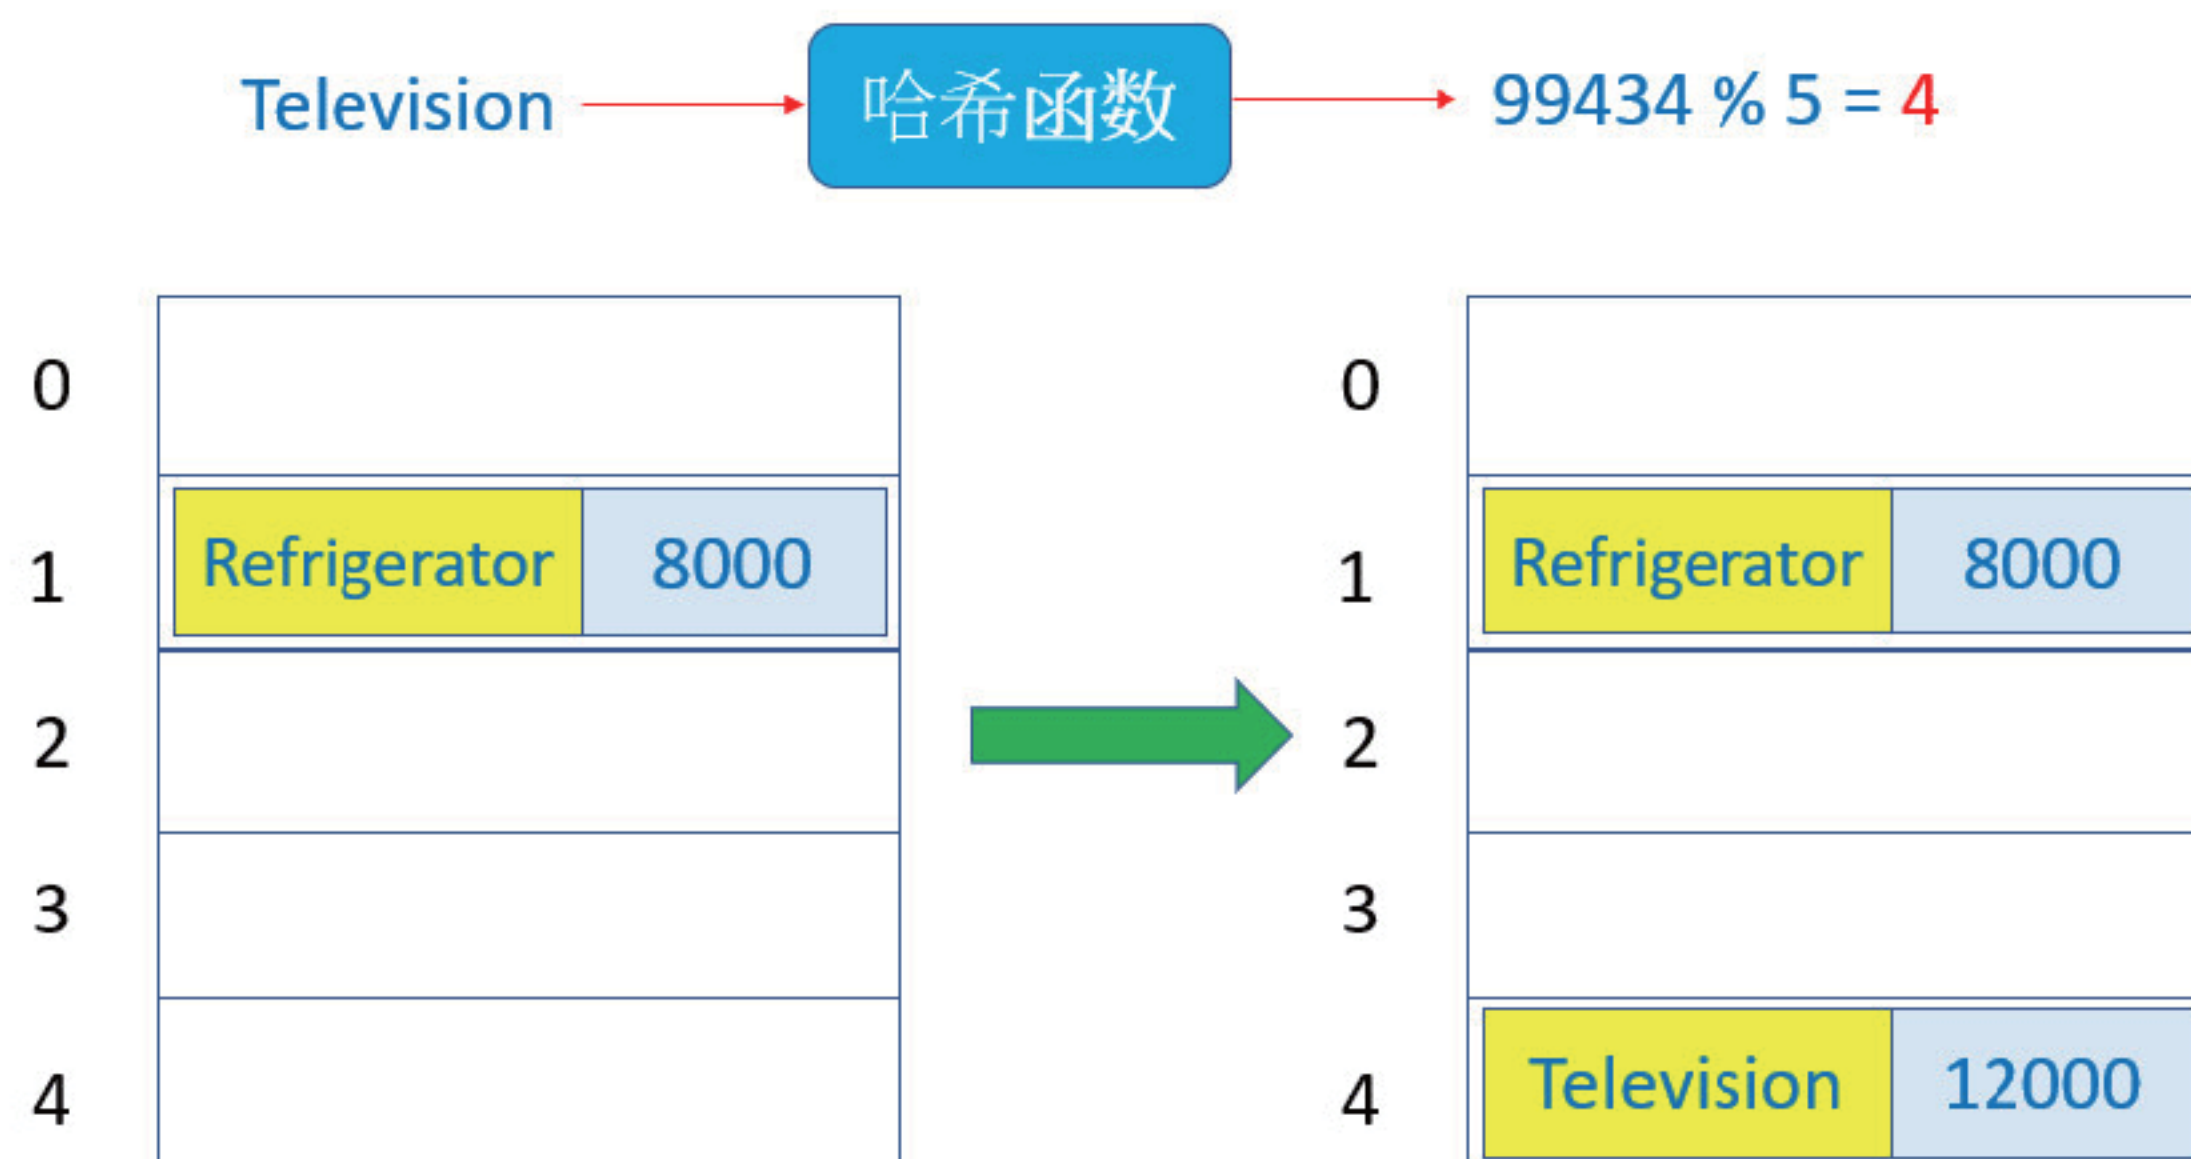 Television 哈希函数 99434 % 5 = 4
0 0
1 Refrigerator 8000 1 Refrigerator 8000
2 2
3 3
4 4 Television 12000